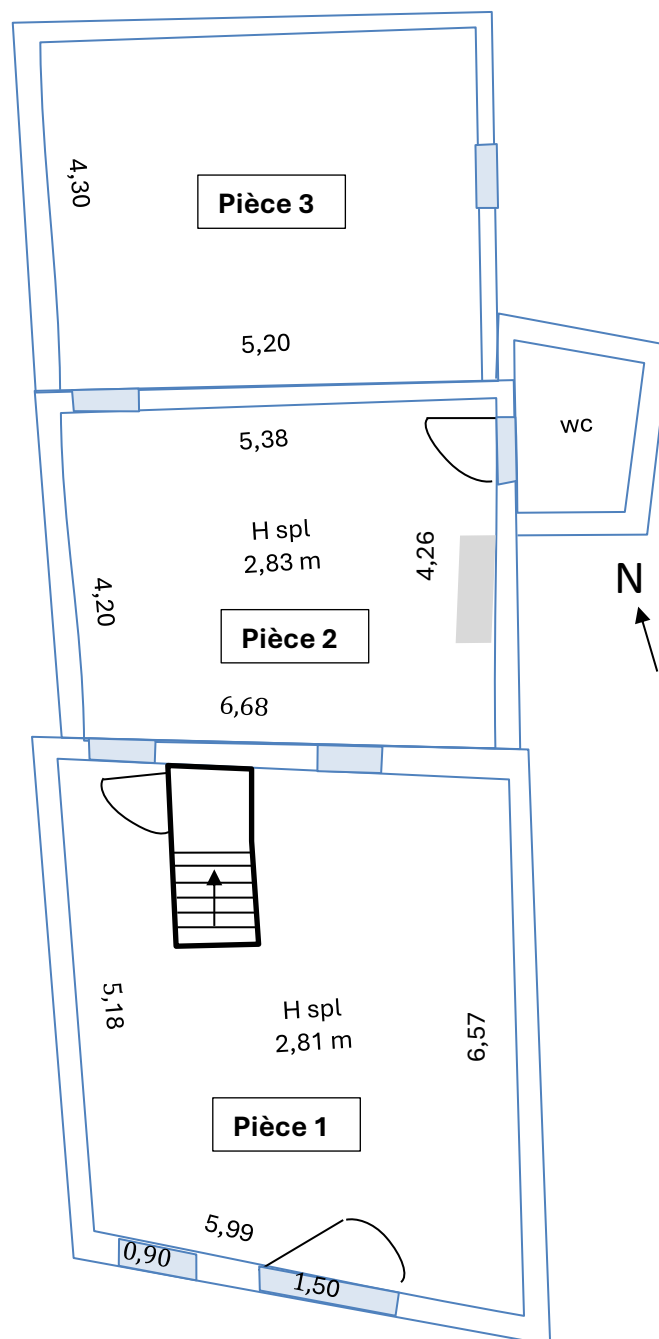 4,30
Pièce 3
5,20
5,38
wc
H spl
2,83 m
4,26
N
4,20
Pièce 2
6,68
5,18
H spl
2,81 m
6,57
Pièce 1
5,99
0,90
1,50